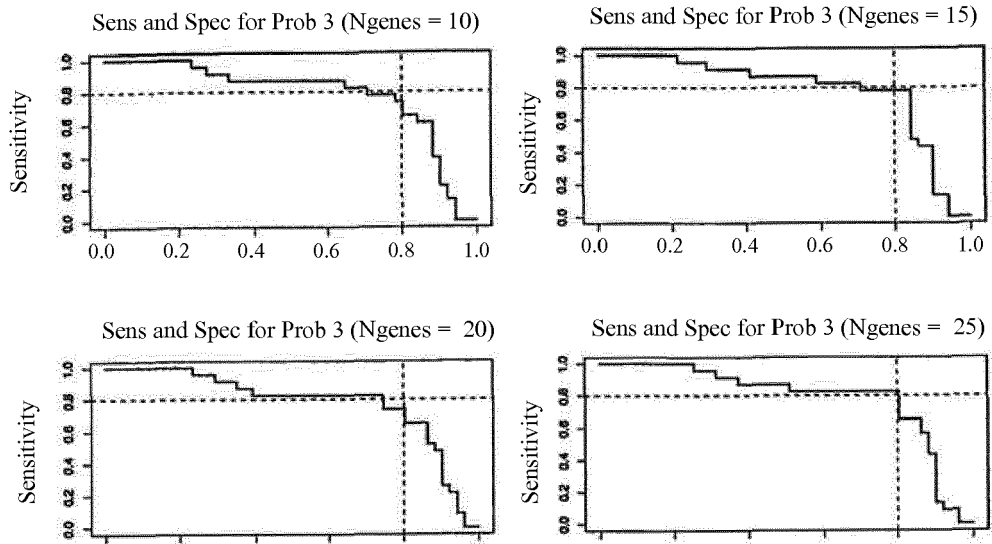 Sens and Spec for Prob 3 (Ngenes = 10)
Sensitivity
1.0
0.8
0.6
0.4
0.2
0.0
0.0 0.2 0.4 0.6 0.8 1.0
Sens and Spec for Prob 3 (Ngenes = 15)
Sensitivity
1.0
0.8
0.6
0.4
0.2
0.0
0.0 0.2 0.4 0.6 0.8 1.0
Sens and Spec for Prob 3 (Ngenes = 20)
Sensitivity
1.0
0.8
0.6
0.4
0.2
0.0
Sens and Spec for Prob 3 (Ngenes = 25)
Sensitivity
1.0
0.8
0.6
0.4
0.2
0.0